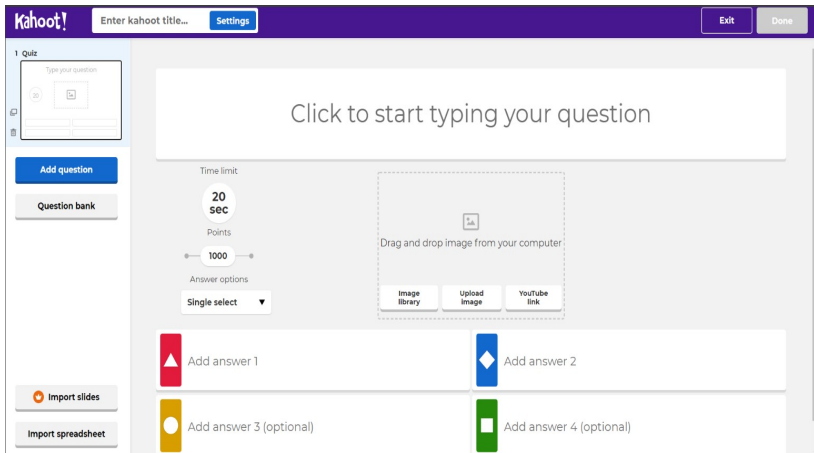 Kahoot!
Enter kahoot title...
Settings
Exit
Done
1 Quiz
Type your question
20
Add question
Question bank
Import slides
Import spreadsheet
Click to start typing your question
Time limit
20
sec
Points
1000
Answer options
Single select
Drag and drop image from your computer
Image
library
Upload
image
YouTube
link
Add answer 1
Add answer 2
Add answer 3 (optional)
Add answer 4 (optional)